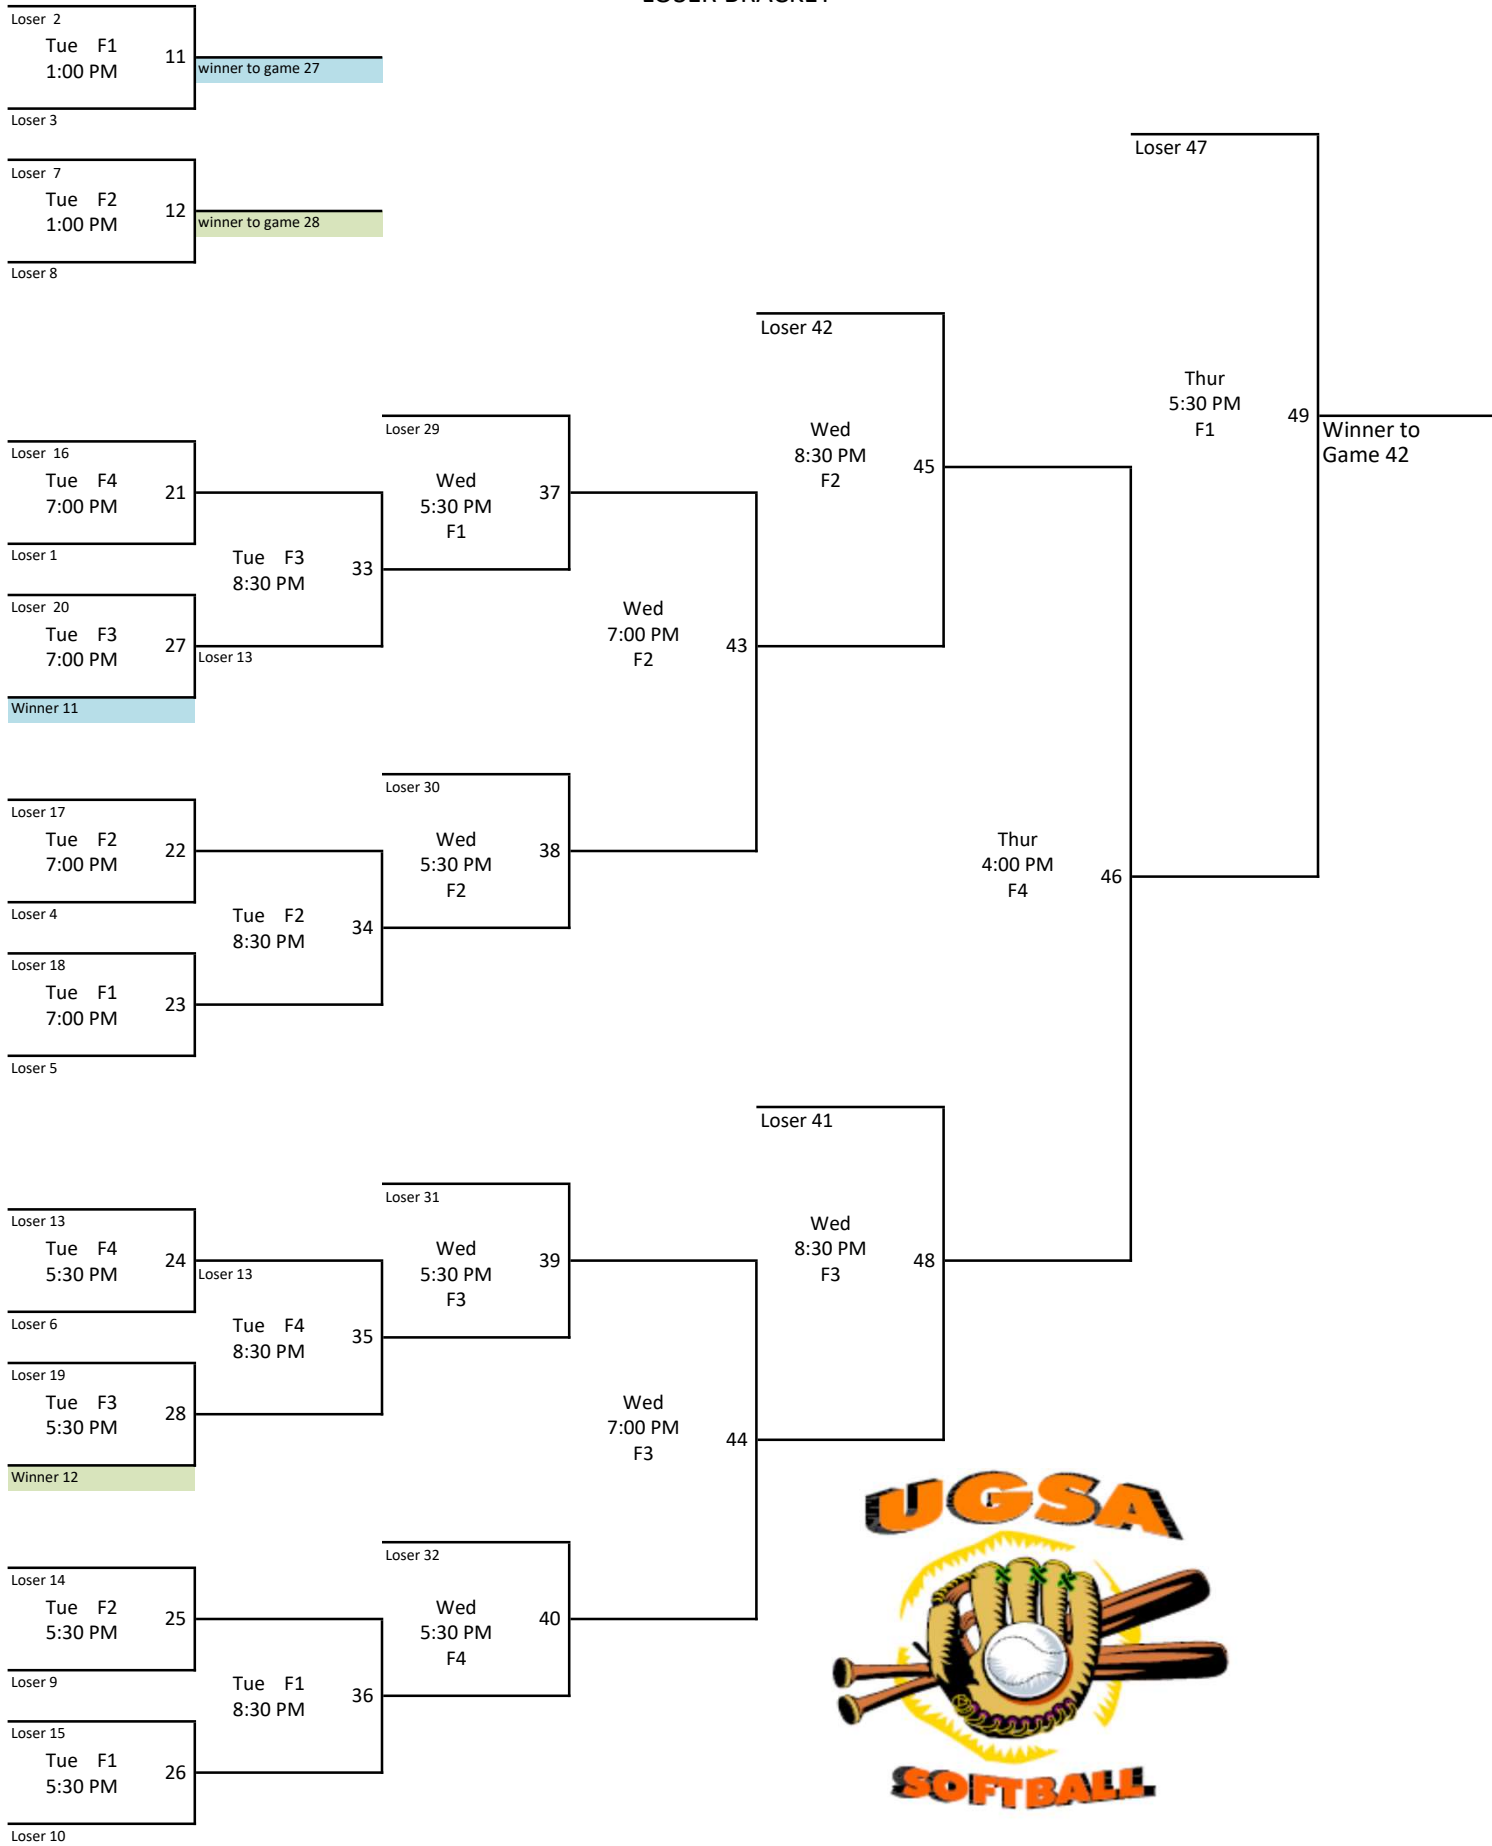 LOSER BRACKET
Loser 2
Tue F1
1:00 PM
11
winner to game 27
Loser 3
Loser 7
Tue F2
1:00 PM
12
winner to game 28
Loser 8
Loser 16
Tue F4
7:00 PM
21
Loser 1
Tue F3
8:30 PM
33
Loser 20
Tue F3
7:00 PM
27
Loser 13
Winner 11
Loser 29
Wed
5:30 PM
F1
37
Loser 17
Tue F2
7:00 PM
22
Loser 4
Tue F2
8:30 PM
34
Loser 18
Tue F1
7:00 PM
23
Loser 5
Loser 30
Wed
5:30 PM
F2
38
Wed
7:00 PM
F2
43
Loser 42
Wed
8:30 PM
F2
45
Loser 13
Tue F4
5:30 PM
24
Loser 13
Loser 6
Tue F4
8:30 PM
35
Loser 19
Tue F3
5:30 PM
28
Winner 12
Loser 31
Wed
5:30 PM
F3
39
Loser 14
Tue F2
5:30 PM
25
Loser 9
Tue F1
8:30 PM
36
Loser 15
Tue F1
5:30 PM
26
Loser 10
Loser 32
Wed
5:30 PM
F4
40
Wed
7:00 PM
F3
44
Loser 41
Wed
8:30 PM
F3
48
Thur
4:00 PM
F4
46
Loser 47
Thur
5:30 PM
F1
49
Winner to
Game 42
UGSA
SOFTBALL